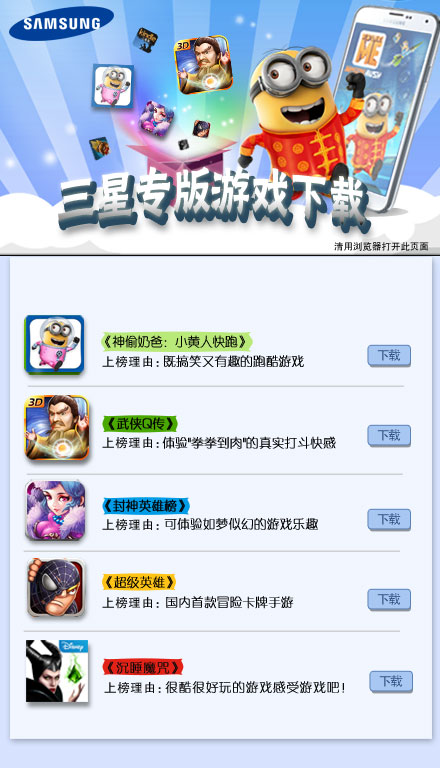 SAMSUNG
3D
三星专版游戏下载
清用浏览器打开此页面
《神偷奶爸：小黄人快跑》
上榜理由：既搞笑又有趣的跑酷游戏
下载
3D
《武侠Q传》
上榜理由：体验"拳拳到肉"的真实打斗快感
下载
《封神英雄榜》
上榜理由：可体验如梦似幻的游戏乐趣
下载
《超级英雄》
上榜理由：国内首款冒险卡牌手游
下载
Disney
《沉睡魔咒》
上榜理由：很酷很好玩的游戏感受游戏吧！
下载